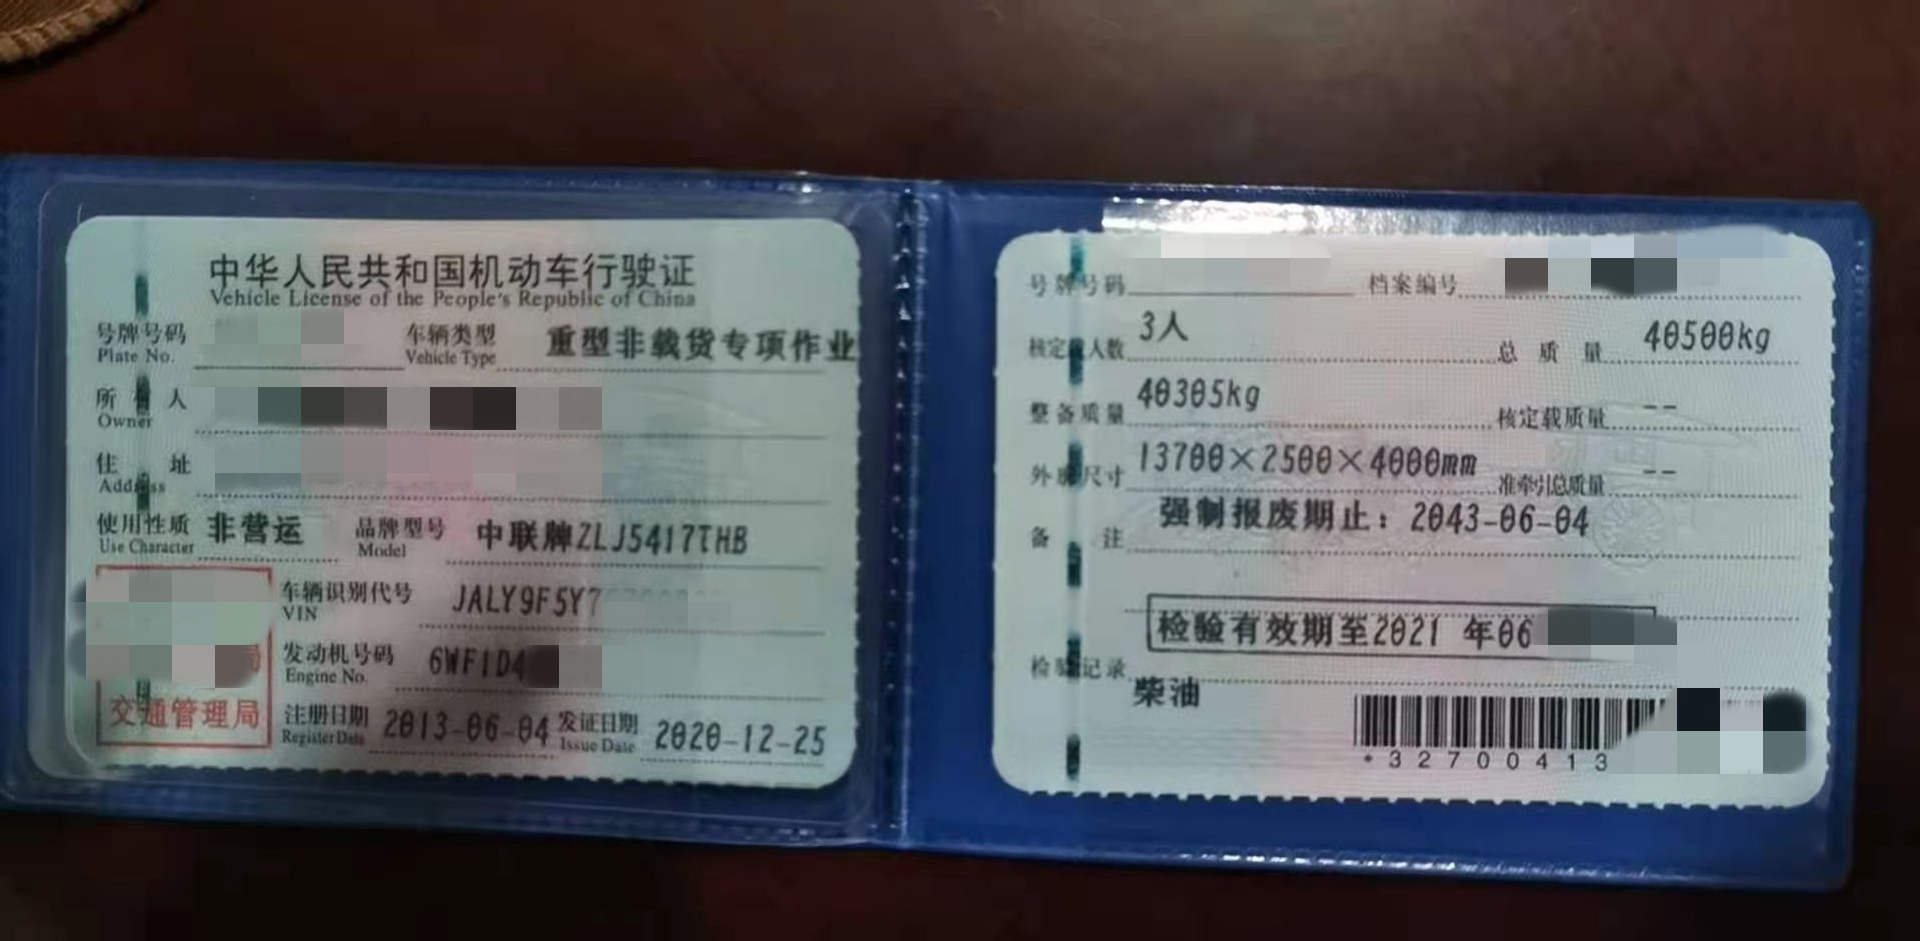 中华人民共和国机动车行驶证
Vehicle License of the People's Republic of China
号牌号码 车辆类型 重型非载货专项作业
Plate No. Vehicle Type
所 人
Owner
住 址
Address
使用性质 非营运 品牌型号 中联牌ZLJ5417THB
Use Character Model
车辆识别代号 JALY9F5Y7
VIN
发动机号码 6WF1D4
Engine No.
局
交通管理局
注册日期 2013-06-04 发证日期 2020-12-25
Register Date Issue Date
号牌号码 档案编号
核定载人数 3人 总质量 40500kg
整备质量 40305kg 核定载质量 --
外廓尺寸 13700×2500×4000mm 准牵引总质量 --
备 注 强制报废期止：2043-06-04
检验有效期至2021 年06
检验记录
柴油
*32700413